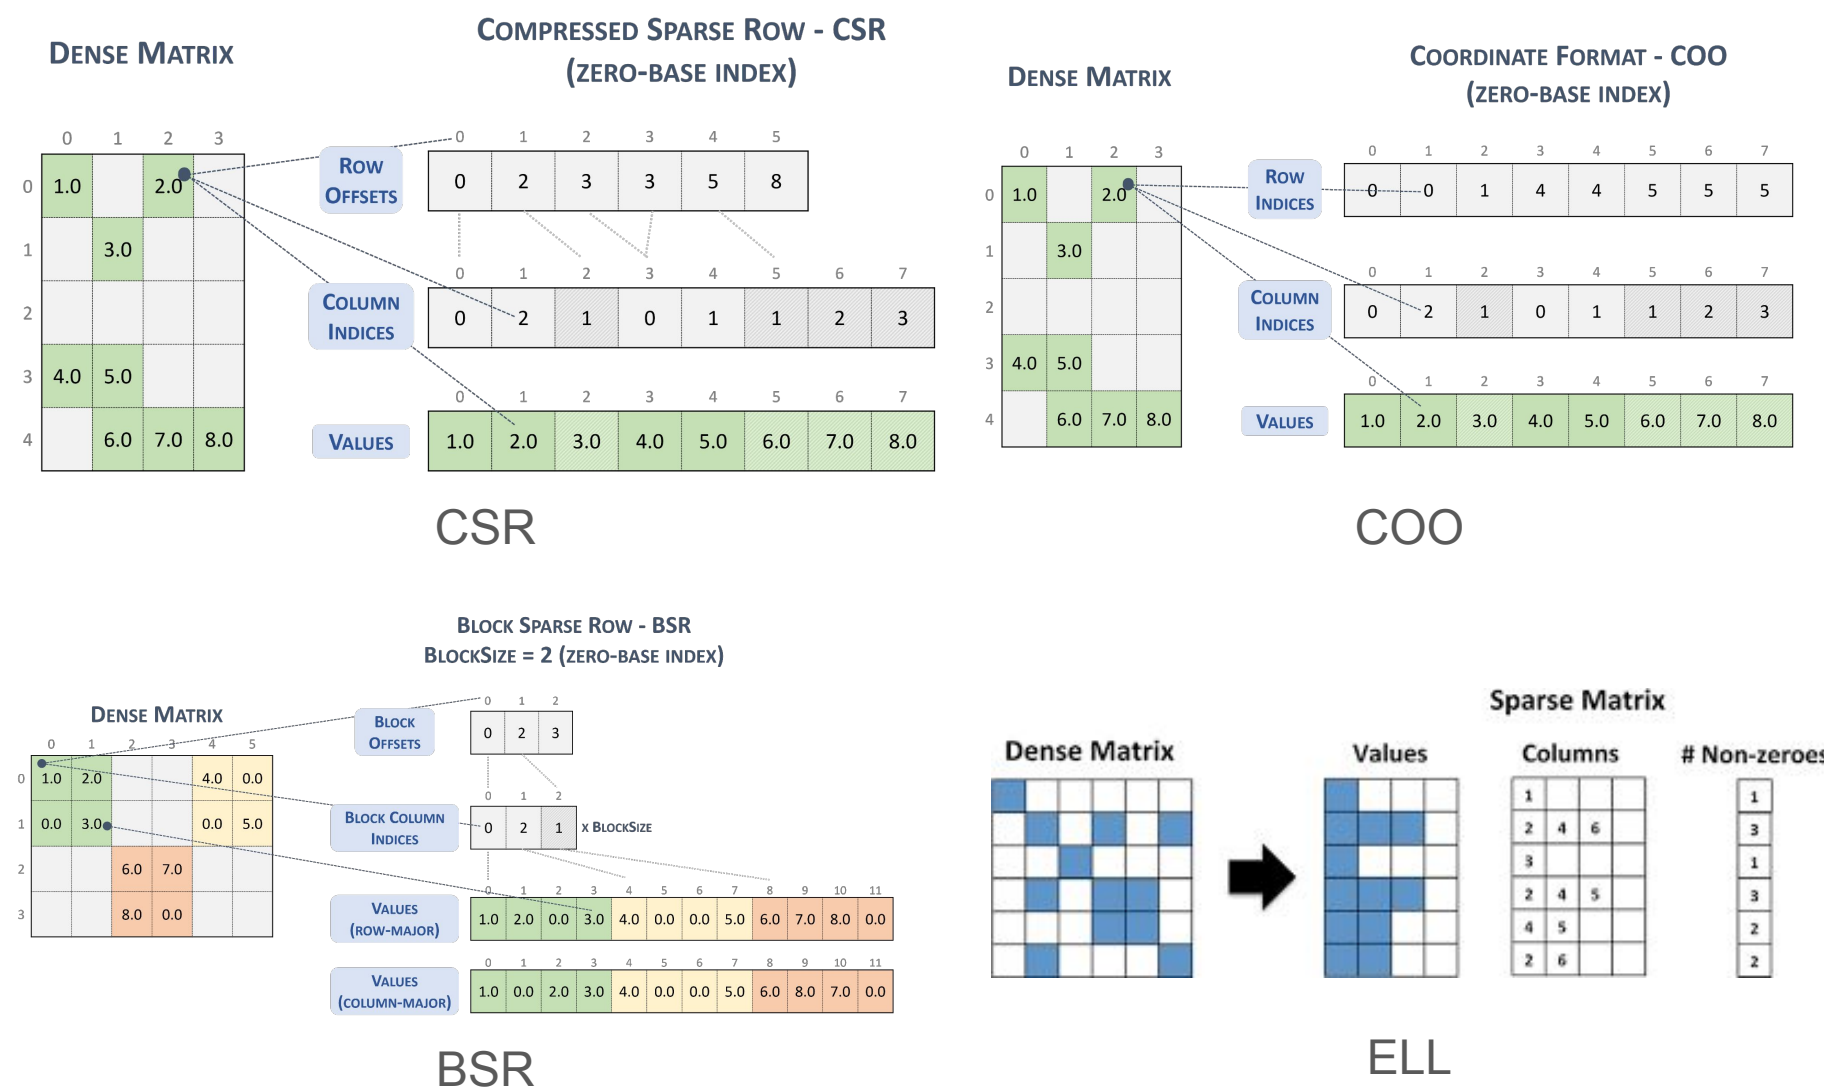 COMPRESSED SPARSE ROW - CSR
(ZERO-BASE INDEX)
DENSE MATRIX
0 1 2 3
0 1.0 2.0
1 3.0
2
3 4.0 5.0
4 6.0 7.0 8.0
0 1 2 3 4 5
ROW
OFFSETS
0 2 3 3 5 8
0 1 2 3 4 5 6 7
COLUMN
INDICES
0 2 1 0 1 1 2 3
0 1 2 3 4 5 6 7
VALUES
1.0 2.0 3.0 4.0 5.0 6.0 7.0 8.0
CSR
COORDINATE FORMAT - COO
(ZERO-BASE INDEX)
DENSE MATRIX
0 1 2 3
0 1.0 2.0
1 3.0
2
3 4.0 5.0
4 6.0 7.0 8.0
0 1 2 3 4 5 6 7
ROW
INDICES
0 0 1 4 4 5 5 5
0 1 2 3 4 5 6 7
COLUMN
INDICES
0 2 1 0 1 1 2 3
0 1 2 3 4 5 6 7
VALUES
1.0 2.0 3.0 4.0 5.0 6.0 7.0 8.0
COO
BLOCK SPARSE ROW - BSR
BLOCKSIZE = 2 (ZERO-BASE INDEX)
DENSE MATRIX
0 1 2 3 4 5
0 1.0 2.0 4.0 0.0
1 0.0 3.0 0.0 5.0
2 6.0 7.0
3 8.0 0.0
0 1 2
BLOCK
OFFSETS
0 2 3
0 1 2
BLOCK COLUMN
INDICES
0 2 1 X BLOCKSIZE
0 1 2 3 4 5 6 7 8 9 10 11
VALUES
(ROW-MAJOR)
1.0 2.0 0.0 3.0 4.0 0.0 0.0 5.0 6.0 7.0 8.0 0.0
0 1 2 3 4 5 6 7 8 9 10 11
VALUES
(COLUMN-MAJOR)
1.0 0.0 2.0 3.0 4.0 0.0 0.0 5.0 6.0 8.0 7.0 0.0
BSR
Sparse Matrix
Dense Matrix Values Columns # Non-zeroes
1 1
2 4 6 3
3 1
2 4 5 3
4 5 2
2 6 2
ELL